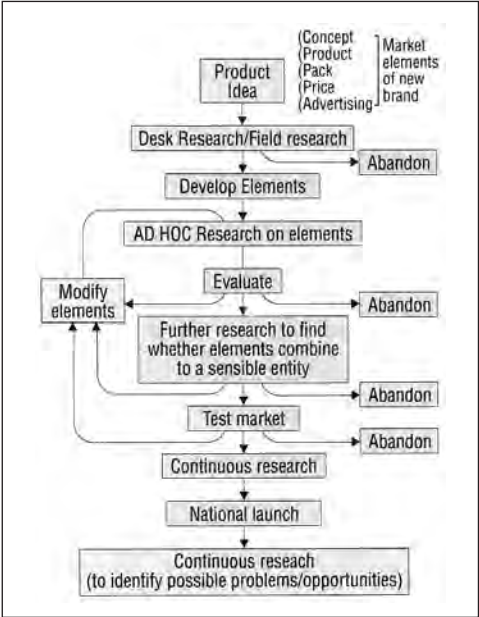 Product
Idea
(Concept
(Product
(Pack
(Price
(Advertising
Market
elements
of new
brand
Desk Research/Field research
Abandon
Develop Elements
AD HOC Research on elements
Evaluate
Modify
elements
Abandon
Further research to find
whether elements combine
to a sensible entity
Abandon
Test market
Abandon
Continuous research
National launch
Continuous reseach
(to identify possible problems/opportunities)